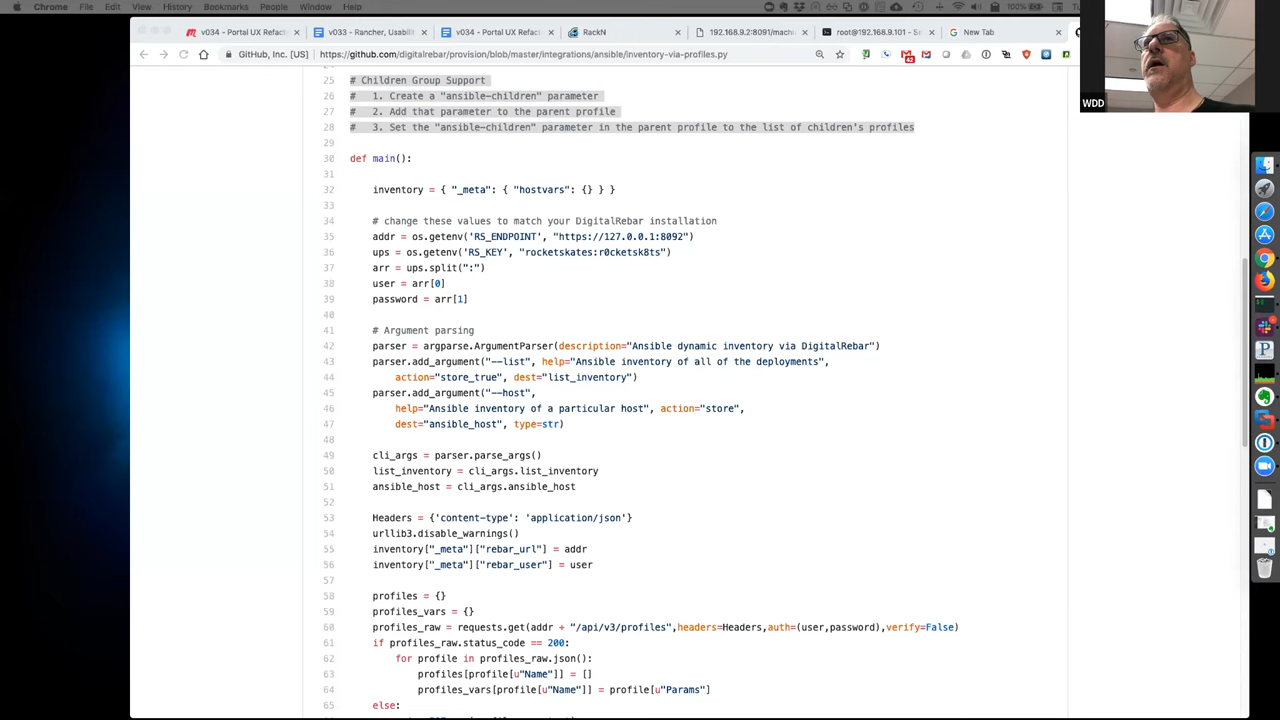 Chrome File Edit View History Bookmarks People Window Help 100%
v034 - Portal UX Refac
v033 - Rancher, Usabili
v034 - Portal UX Refac
RackN
192.168.9.2:8091/mach
root@192.168.9.101 -
New Tab
GitHub, Inc. [US] https://github.com/digitalrebar/provision/blob/master/integrations/ansible/inventory-via-profiles.py
25 # Children Group Support
26 # 1. Create a "ansible-children" parameter
27 # 2. Add that parameter to the parent profile
28 # 3. Set the "ansible-children" parameter in the parent profile to the list of children's profiles
29
30 def main():
31
32 inventory = { "_meta": { "hostvars": {} } }
33
34 # change these values to match your DigitalRebar installation
35 addr = os.getenv('RS_ENDPOINT', "https://127.0.0.1:8092")
36 ups = os.getenv('RS_KEY', "rocketskates:r0cketsk8ts")
37 arr = ups.split(":")
38 user = arr[0]
39 password = arr[1]
40
41 # Argument parsing
42 parser = argparse.ArgumentParser(description="Ansible dynamic inventory via DigitalRebar")
43 parser.add_argument("--list", help="Ansible inventory of all of the deployments",
44 action="store_true", dest="list_inventory")
45 parser.add_argument("--host",
46 help="Ansible inventory of a particular host", action="store",
47 dest="ansible_host", type=str)
48
49 cli_args = parser.parse_args()
50 list_inventory = cli_args.list_inventory
51 ansible_host = cli_args.ansible_host
52
53 Headers = {'content-type': 'application/json'}
54 urllib3.disable_warnings()
55 inventory["_meta"]["rebar_url"] = addr
56 inventory["_meta"]["rebar_user"] = user
57
58 profiles = {}
59 profiles_vars = {}
60 profiles_raw = requests.get(addr + "/api/v3/profiles",headers=Headers,auth=(user,password),verify=False)
61 if profiles_raw.status_code == 200:
62 for profile in profiles_raw.json():
63 profiles[profile[u"Name"]] = []
64 profiles_vars[profile[u"Name"]] = profile[u"Params"]
65 else:
WDD